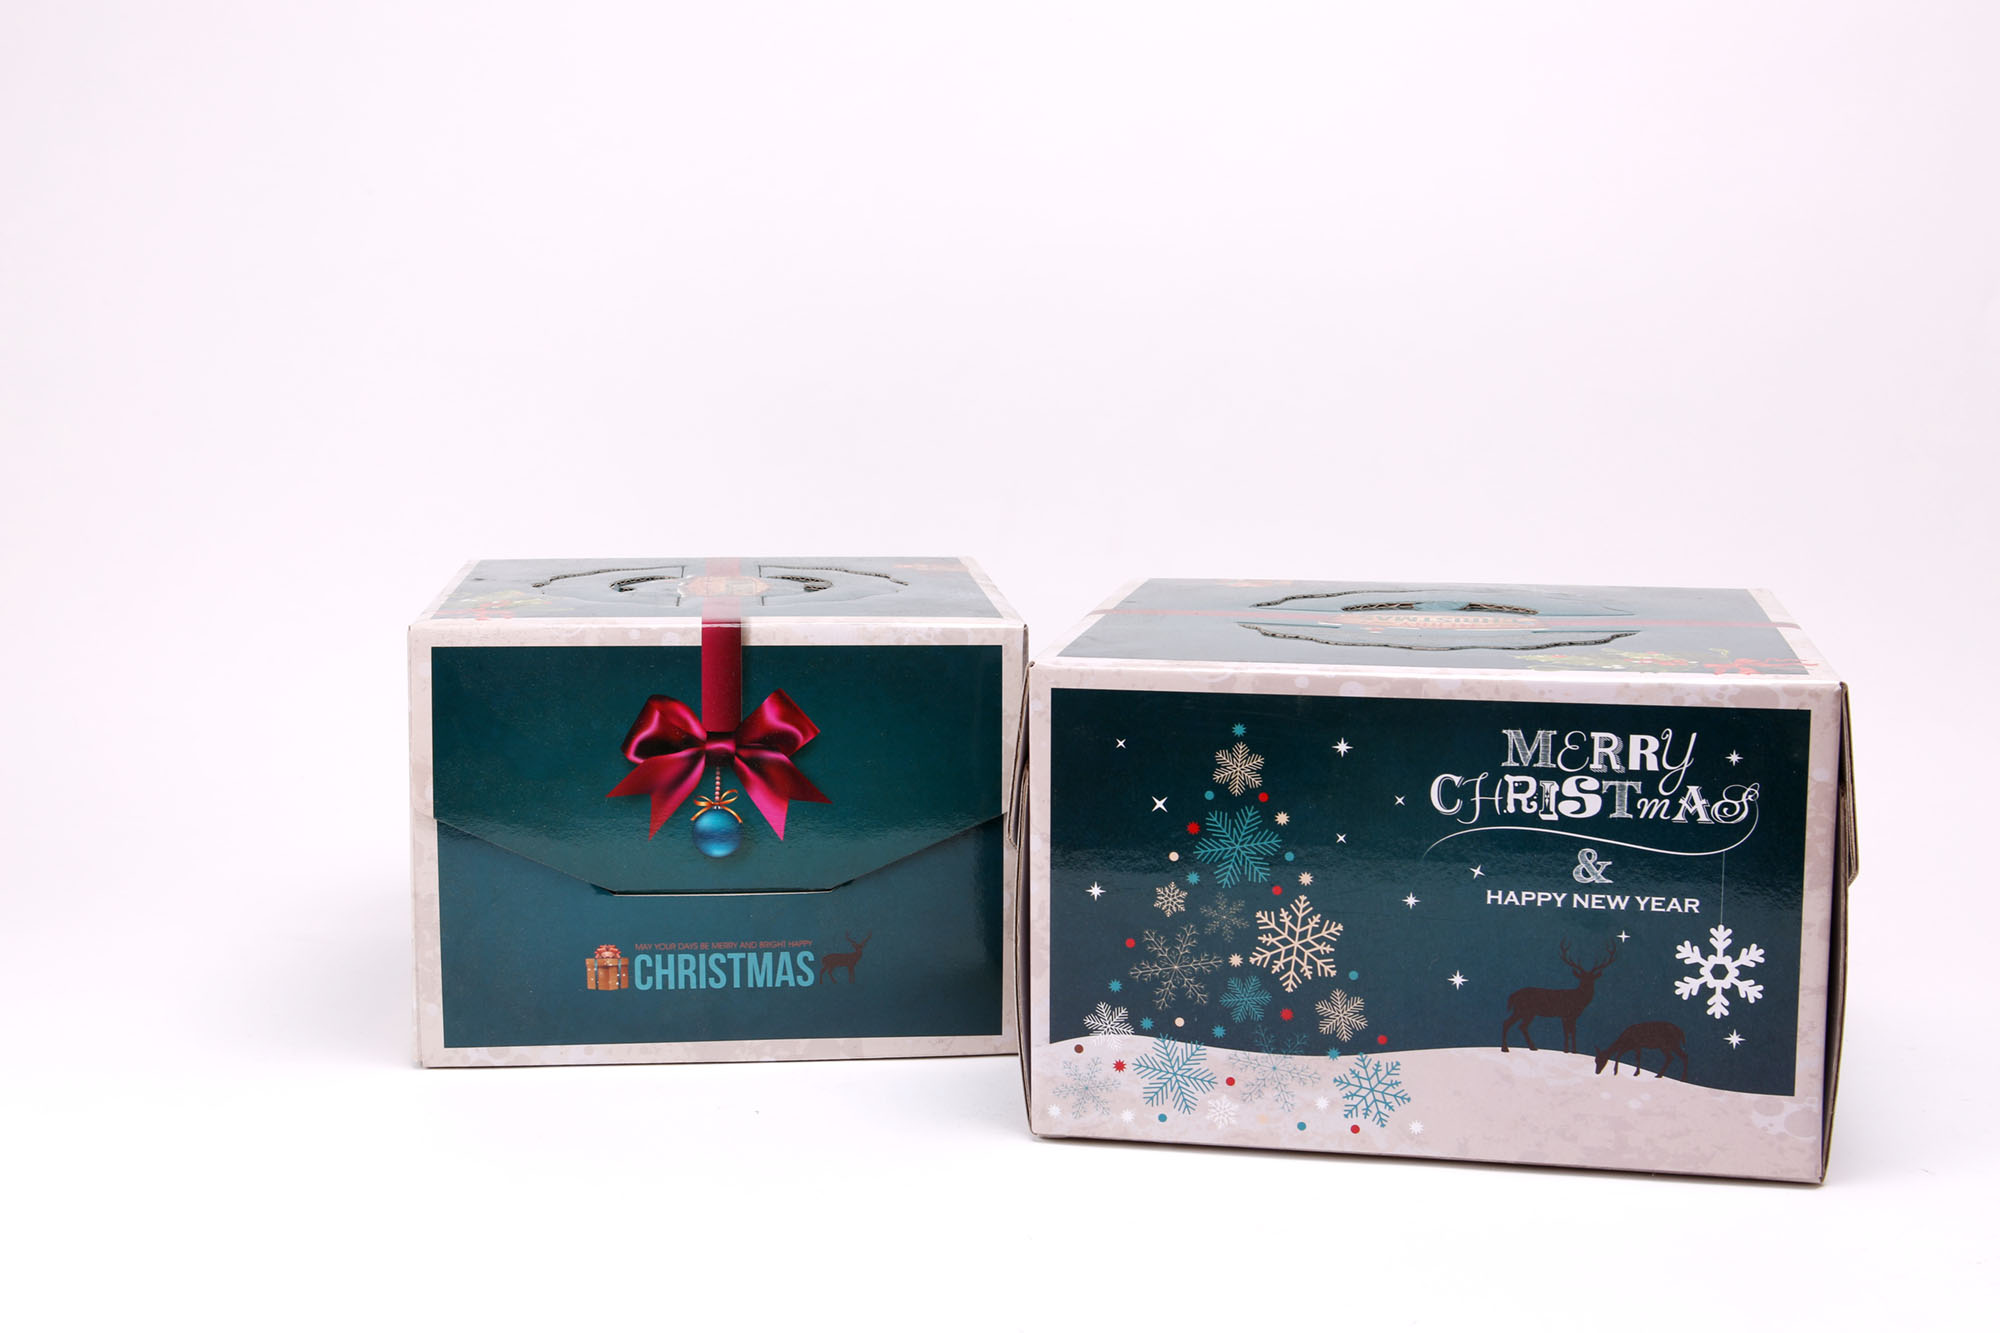 MAY YOUR DAYS BE MERRY AND BRIGHT HAPPY
CHRISTMAS
MERRY
CHRISTMAS
&
HAPPY NEW YEAR